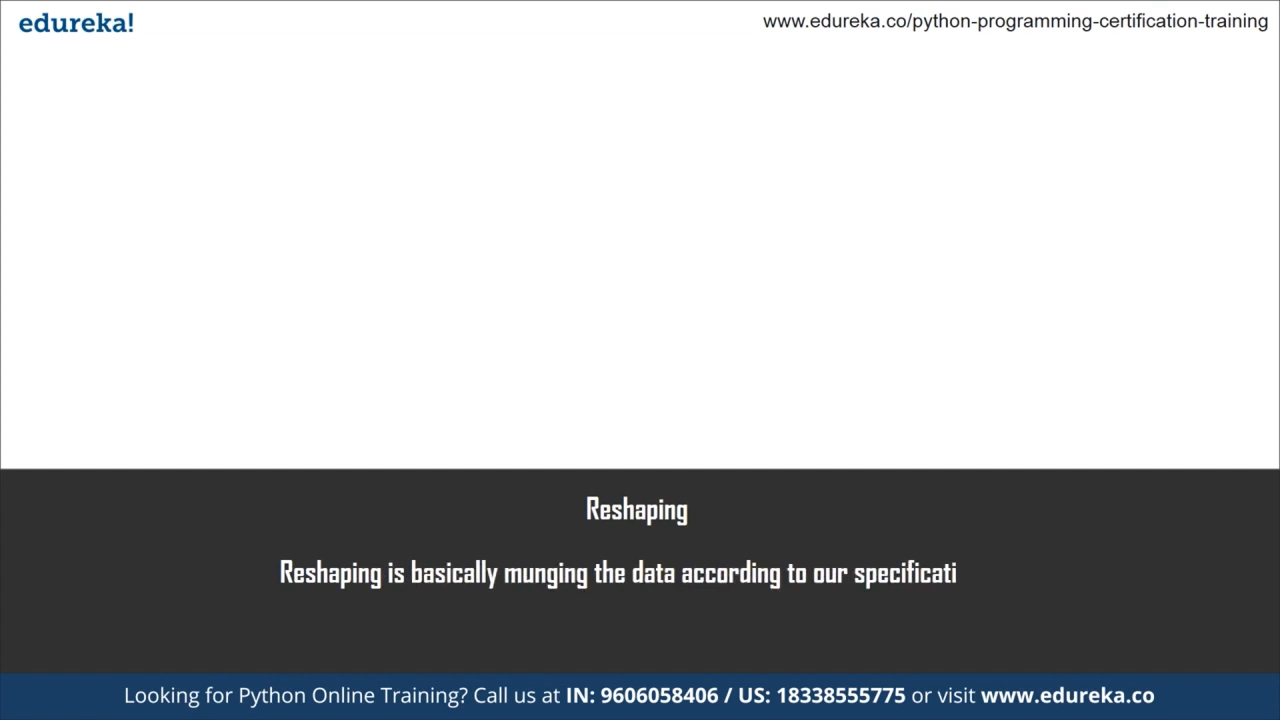 edureka!
www.edureka.co/python-programming-certification-training
Reshaping
Reshaping is basically munging the data according to our specificati
Looking for Python Online Training? Call us at IN: 9606058406 / US: 18338555775 or visit www.edureka.co